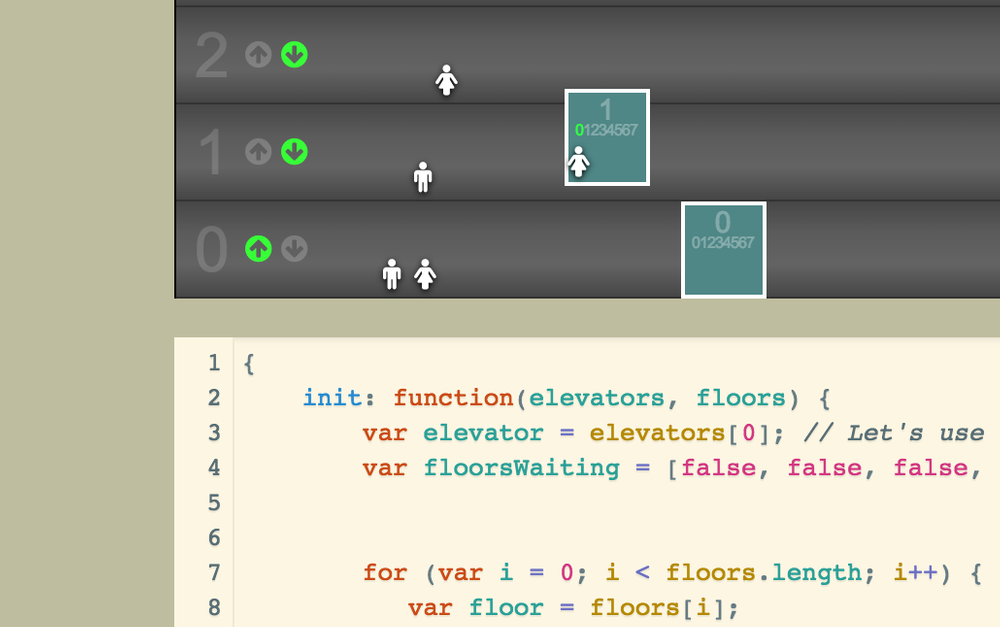 2
1
01234567
1
0
01234567
0
1 {
2 init: function(elevators, floors) {
3 var elevator = elevators[0]; // Let's use
4 var floorsWaiting = [false, false, false,
5
6
7 for (var i = 0; i < floors.length; i++) {
8 var floor = floors[i];